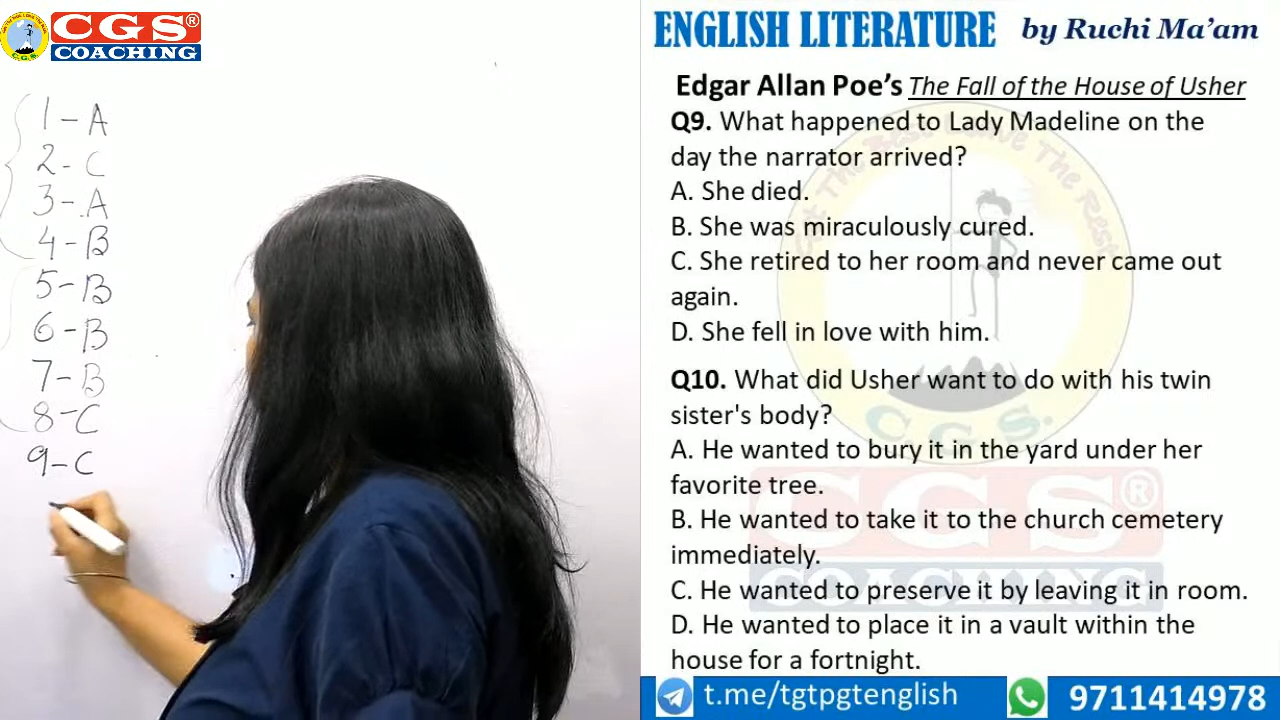 CGS®
COACHING
1-A
2-C
3-A
4-B
5-B
6-B
7-B
8-C
9-C
ENGLISH LITERATURE by Ruchi Ma’am
Edgar Allan Poe’s The Fall of the House of Usher
Q9. What happened to Lady Madeline on the
day the narrator arrived?
A. She died.
B. She was miraculously cured.
C. She retired to her room and never came out
again.
D. She fell in love with him.
Q10. What did Usher want to do with his twin
sister's body?
A. He wanted to bury it in the yard under her
favorite tree.
B. He wanted to take it to the church cemetery
immediately.
C. He wanted to preserve it by leaving it in room.
D. He wanted to place it in a vault within the
house for a fortnight.
C.G.S.
CGS®
COACHING
t.me/tgtpgtenglish 9711414978